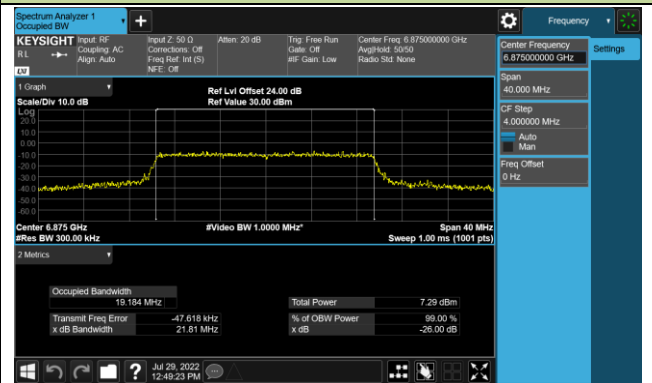 Spectrum Analyzer 1
Occupied BW
Frequency
KEYSIGHT
Input: RF
Input Z: 50 Ω
Atten: 20 dB
Trig: Free Run
Center Freq: 6.875000000 GHz
RL
Coupling: AC
Corrections: Off
Gate: Off
Avg|Hold: 50/50
Align: Auto
Freq Ref: Int (S)
#IF Gain: Low
Radio Std: None
LXI
NFE: Off
Center Frequency
6.875000000 GHz
Settings
Span
40.000 MHz
CF Step
4.000000 MHz
Auto
Man
Freq Offset
0 Hz
1 Graph
Ref Lvl Offset 24.00 dB
Scale/Div 10.0 dB
Ref Value 30.00 dBm
Log
20.0
10.0
0.00
-10.0
-20.0
-30.0
-40.0
-50.0
-60.0
Center 6.875 GHz
#Video BW 1.0000 MHz*
Span 40 MHz
#Res BW 300.00 kHz
Sweep 1.00 ms (1001 pts)
2 Metrics
Occupied Bandwidth
19.184 MHz
Total Power
7.29 dBm
Transmit Freq Error
-47.618 kHz
% of OBW Power
99.00 %
x dB Bandwidth
21.81 MHz
x dB
-26.00 dB
Jul 29, 2022
12:49:23 PM